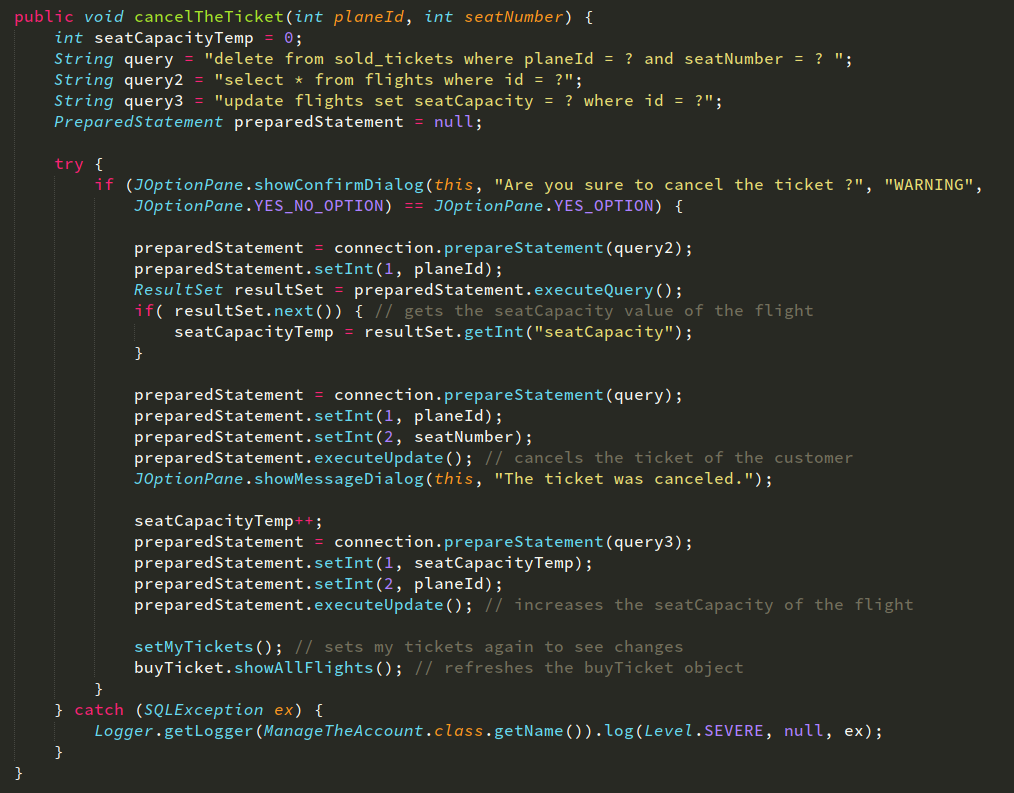 public void cancelTheTicket(int planeId, int seatNumber) {
    int seatCapacityTemp = 0;
    String query = "delete from sold_tickets where planeId = ? and seatNumber = ? ";
    String query2 = "select * from flights where id = ?";
    String query3 = "update flights set seatCapacity = ? where id = ?";
    PreparedStatement preparedStatement = null;

    try {
        if (JOptionPane.showConfirmDialog(this, "Are you sure to cancel the ticket ?", "WARNING",
            JOptionPane.YES_NO_OPTION) == JOptionPane.YES_OPTION) {

            preparedStatement = connection.prepareStatement(query2);
            preparedStatement.setInt(1, planeId);
            ResultSet resultSet = preparedStatement.executeQuery();
            if( resultSet.next()) { // gets the seatCapacity value of the flight
                seatCapacityTemp = resultSet.getInt("seatCapacity");
            }

            preparedStatement = connection.prepareStatement(query);
            preparedStatement.setInt(1, planeId);
            preparedStatement.setInt(2, seatNumber);
            preparedStatement.executeUpdate(); // cancels the ticket of the customer
            JOptionPane.showMessageDialog(this, "The ticket was canceled.");

            seatCapacityTemp++;
            preparedStatement = connection.prepareStatement(query3);
            preparedStatement.setInt(1, seatCapacityTemp);
            preparedStatement.setInt(2, planeId);
            preparedStatement.executeUpdate(); // increases the seatCapacity of the flight

            setMyTickets(); // sets my tickets again to see changes
            buyTicket.showAllFlights(); // refreshes the buyTicket object
        }
    } catch (SQLException ex) {
        Logger.getLogger(ManageTheAccount.class.getName()).log(Level.SEVERE, null, ex);
    }
}